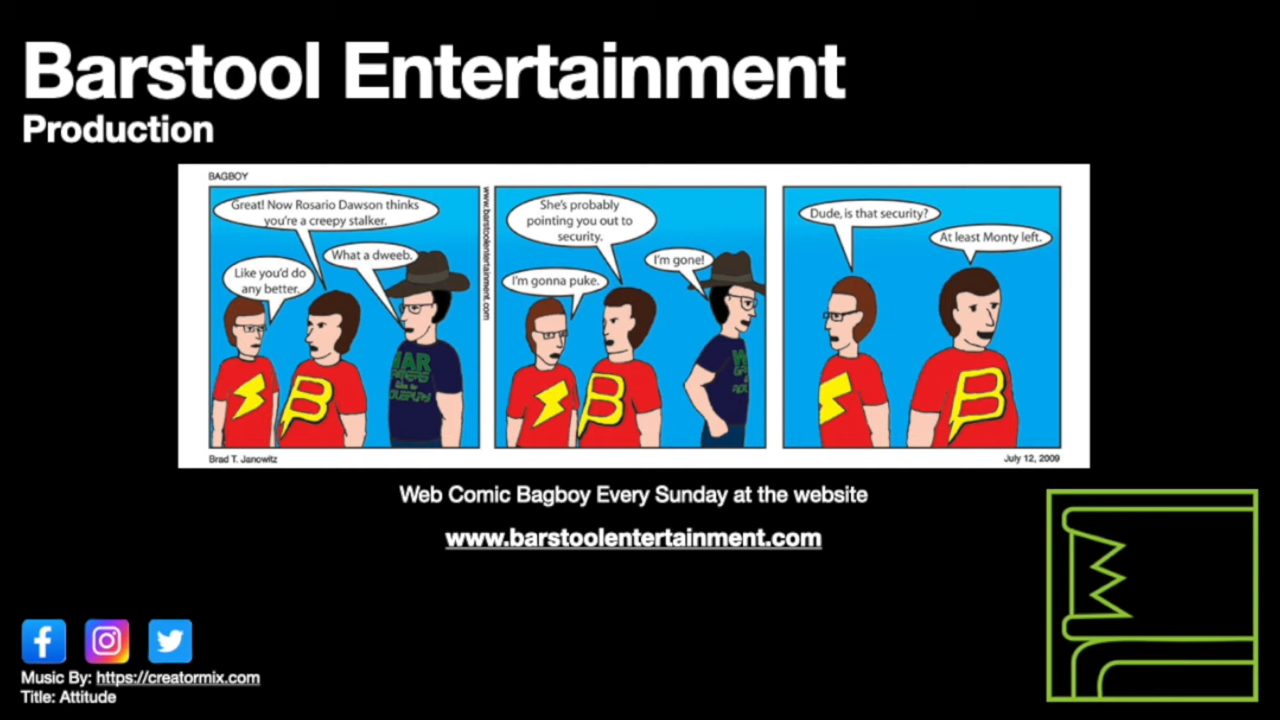 Barstool Entertainment
Production
BAGBOY
Great! Now Rosario Dawson thinks
you're a creepy stalker.
What a dweeb.
Like you'd do
any better.
www.barstoolentertainment.com
She's probably
pointing you out to
security.
I'm gone!
I'm gonna puke.
Dude, is that security?
At least Monty left.
B
B
B
Brad T. Janowitz
July 12, 2009
Web Comic Bagboy Every Sunday at the website
www.barstoolentertainment.com
Music By: https://creatormix.com
Title: Attitude